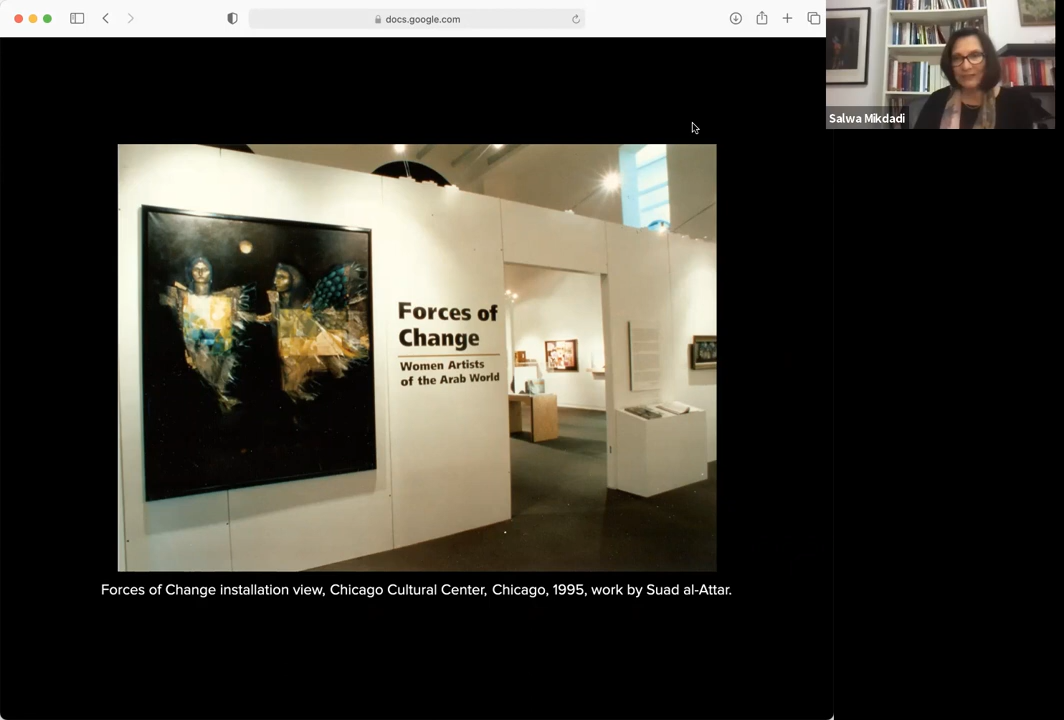 docs.google.com
Salwa Mikdadi
Forces of
Change
Women Artists
of the Arab World
Forces of Change installation view, Chicago Cultural Center, Chicago, 1995, work by Suad al-Attar.